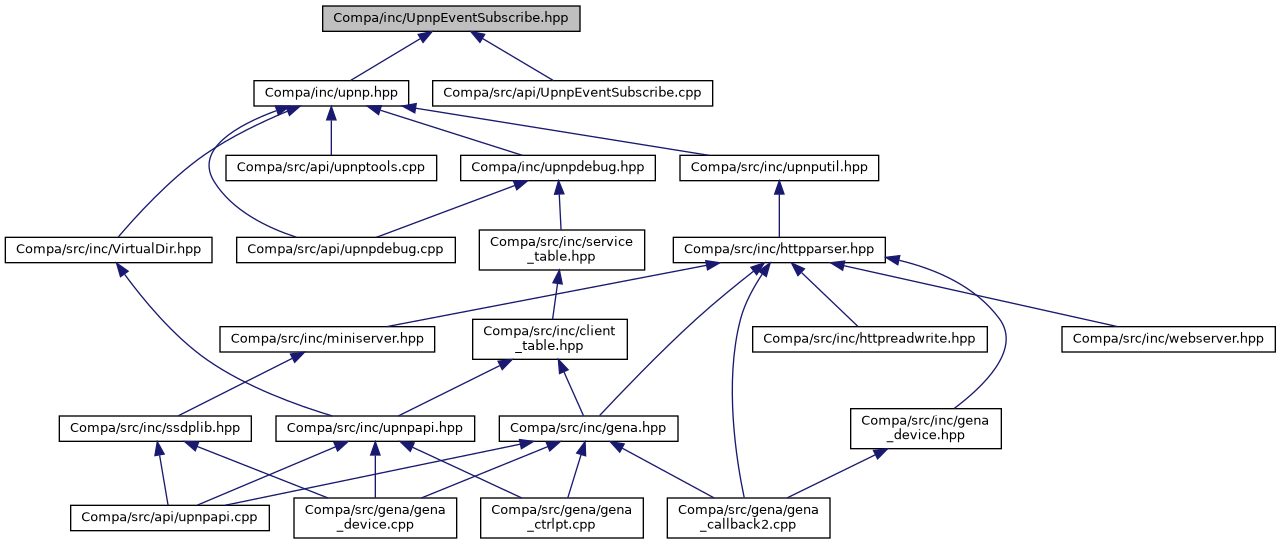 Compa/inc/UpnpEventSubscribe.hpp
Compa/inc/upnp.hpp
Compa/src/api/UpnpEventSubscribe.cpp
Compa/src/api/upnptools.cpp
Compa/inc/upnpdebug.hpp
Compa/src/inc/upnputil.hpp
Compa/src/inc/VirtualDir.hpp
Compa/src/api/upnpdebug.cpp
Compa/src/inc/service
_table.hpp
Compa/src/inc/httpparser.hpp
Compa/src/inc/miniserver.hpp
Compa/src/inc/client
_table.hpp
Compa/src/inc/httpreadwrite.hpp
Compa/src/inc/webserver.hpp
Compa/src/inc/ssdplib.hpp
Compa/src/inc/upnpapi.hpp
Compa/src/inc/gena.hpp
Compa/src/inc/gena
_device.hpp
Compa/src/api/upnpapi.cpp
Compa/src/gena/gena
_device.cpp
Compa/src/gena/gena
_ctrlpt.cpp
Compa/src/gena/gena
_callback2.cpp